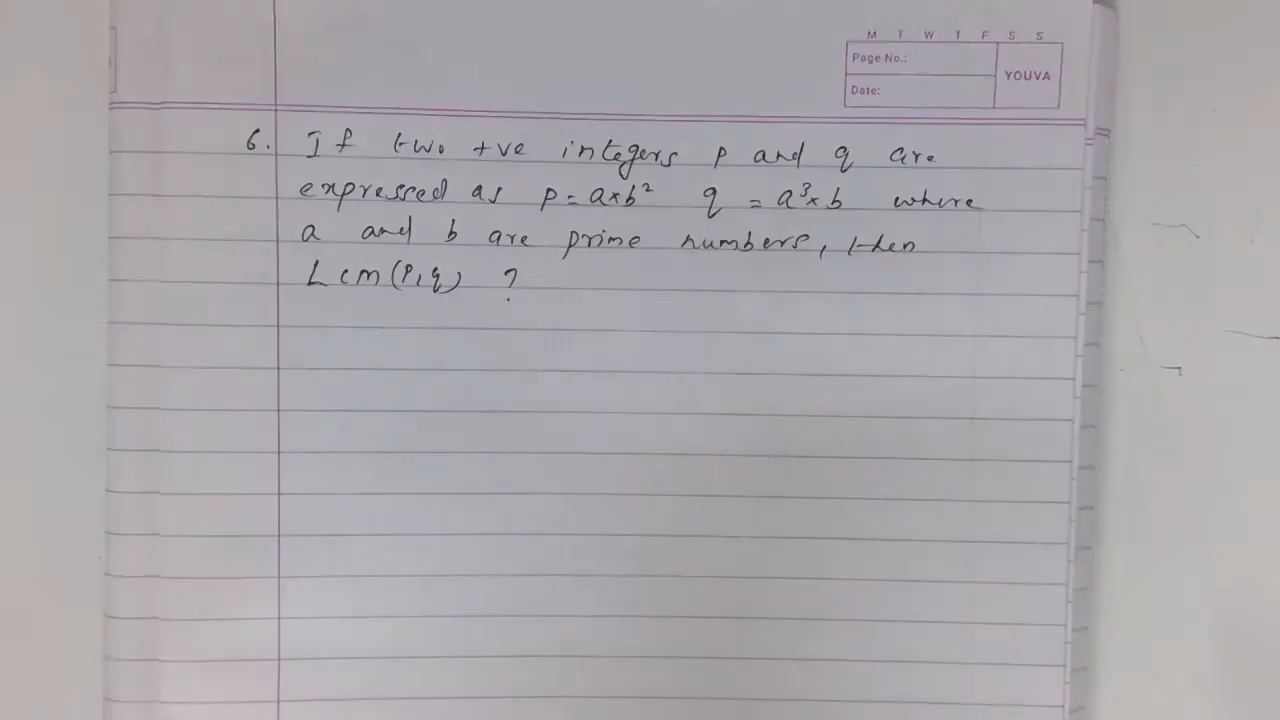 M T W T F S S
Page No.:
YOUVA
Date:
6. If two +ve integers p and q are
expressed as p = a×b² q = a³×b where
a and b are prime numbers, then
Lcm(p,q) ?